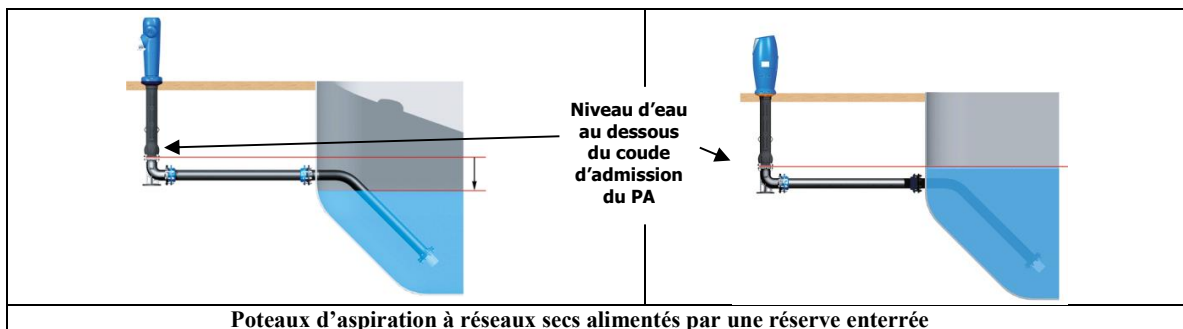 Niveau d’eau
au dessous
du coude
d’admission
du PA
Poteaux d’aspiration à réseaux secs alimentés par une réserve enterrée